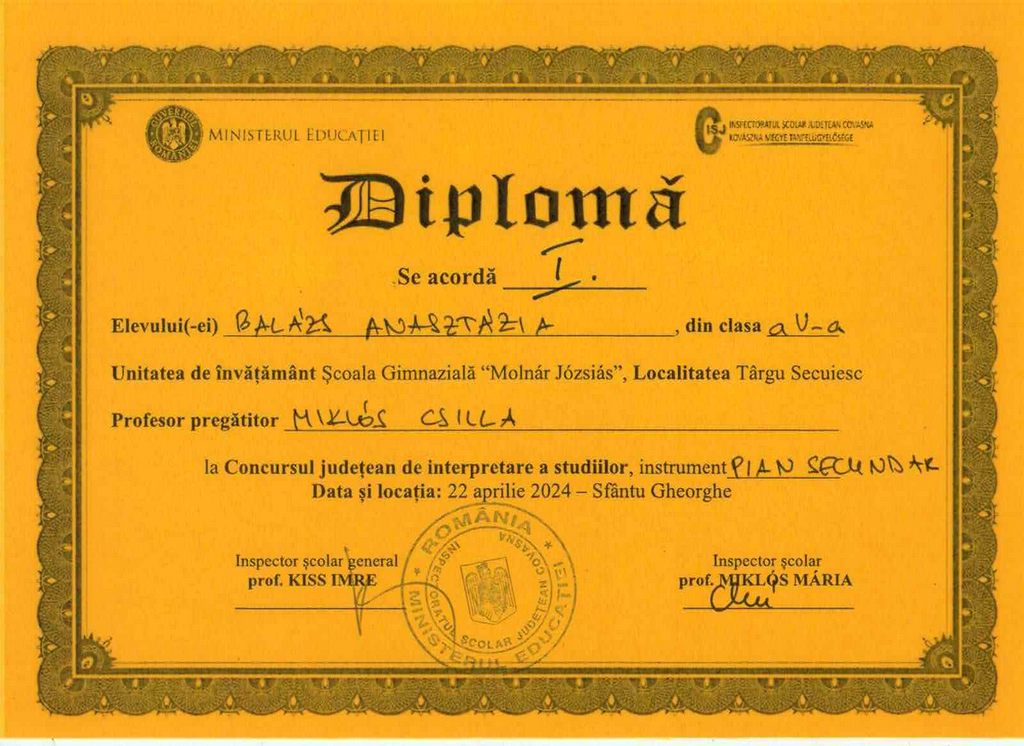 GUVERNUL ROMÂNIEI
MINISTERUL EDUCAȚIEI
ISJ
INSPECTORATUL ȘCOLAR JUDEȚEAN COVASNA
KOVÁSZNA MEGYE TANFELÜGYELŐSÉGE
Diplomă
Se acordă I.
Elevului(-ei) BALÁZS ANASZTÁZIA, din clasa a V-a
Unitatea de învățământ Școala Gimnazială “Molnár Józsiás”, Localitatea Târgu Secuiesc
Profesor pregătitor MIKLÓS CSILLA
la Concursul județean de interpretare a studiilor, instrument PIAN SECUNDAR
Data și locația: 22 aprilie 2024 – Sfântu Gheorghe
Inspector școlar general
prof. KISS IMRE
* ROMÂNIA * MINISTERUL EDUCAȚIEI
INSPECTORATUL ȘCOLAR JUDEȚEAN COVASNA
Inspector școlar
prof. MIKLÓS MÁRIA